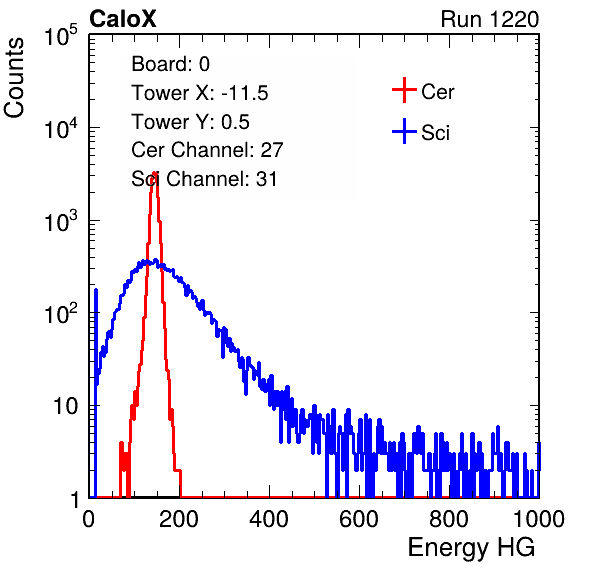 CaloX Run 1220
Board: 0
Tower X: -11.5
Tower Y: 0.5
Cer Channel: 27
Sci Channel: 31
Cer
Sci
Counts
10^5
10^4
10^3
10^2
10
1
0 200 400 600 800 1000
Energy HG